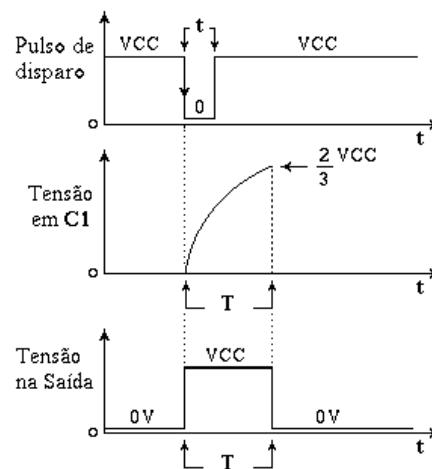 t
Pulso de
disparo
VCC
VCC
0
o
t
Tensão
em C1
2/3 VCC
o
t
T
Tensão
na Saída
VCC
0V
0V
o
t
T